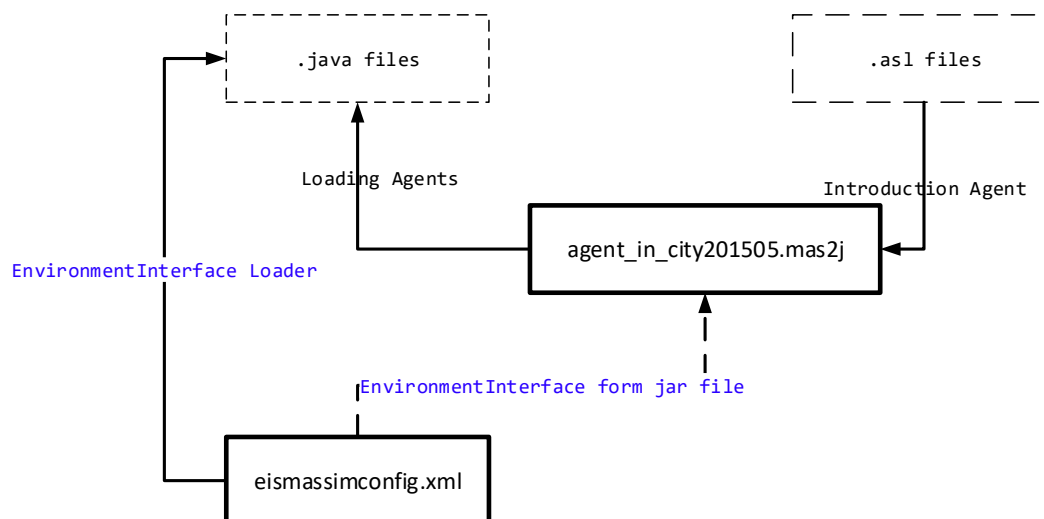 .java files
.asl files
Loading Agents
Introduction Agent
agent_in_city201505.mas2j
EnvironmentInterface Loader
EnvironmentInterface form jar file
eismassimconfig.xml